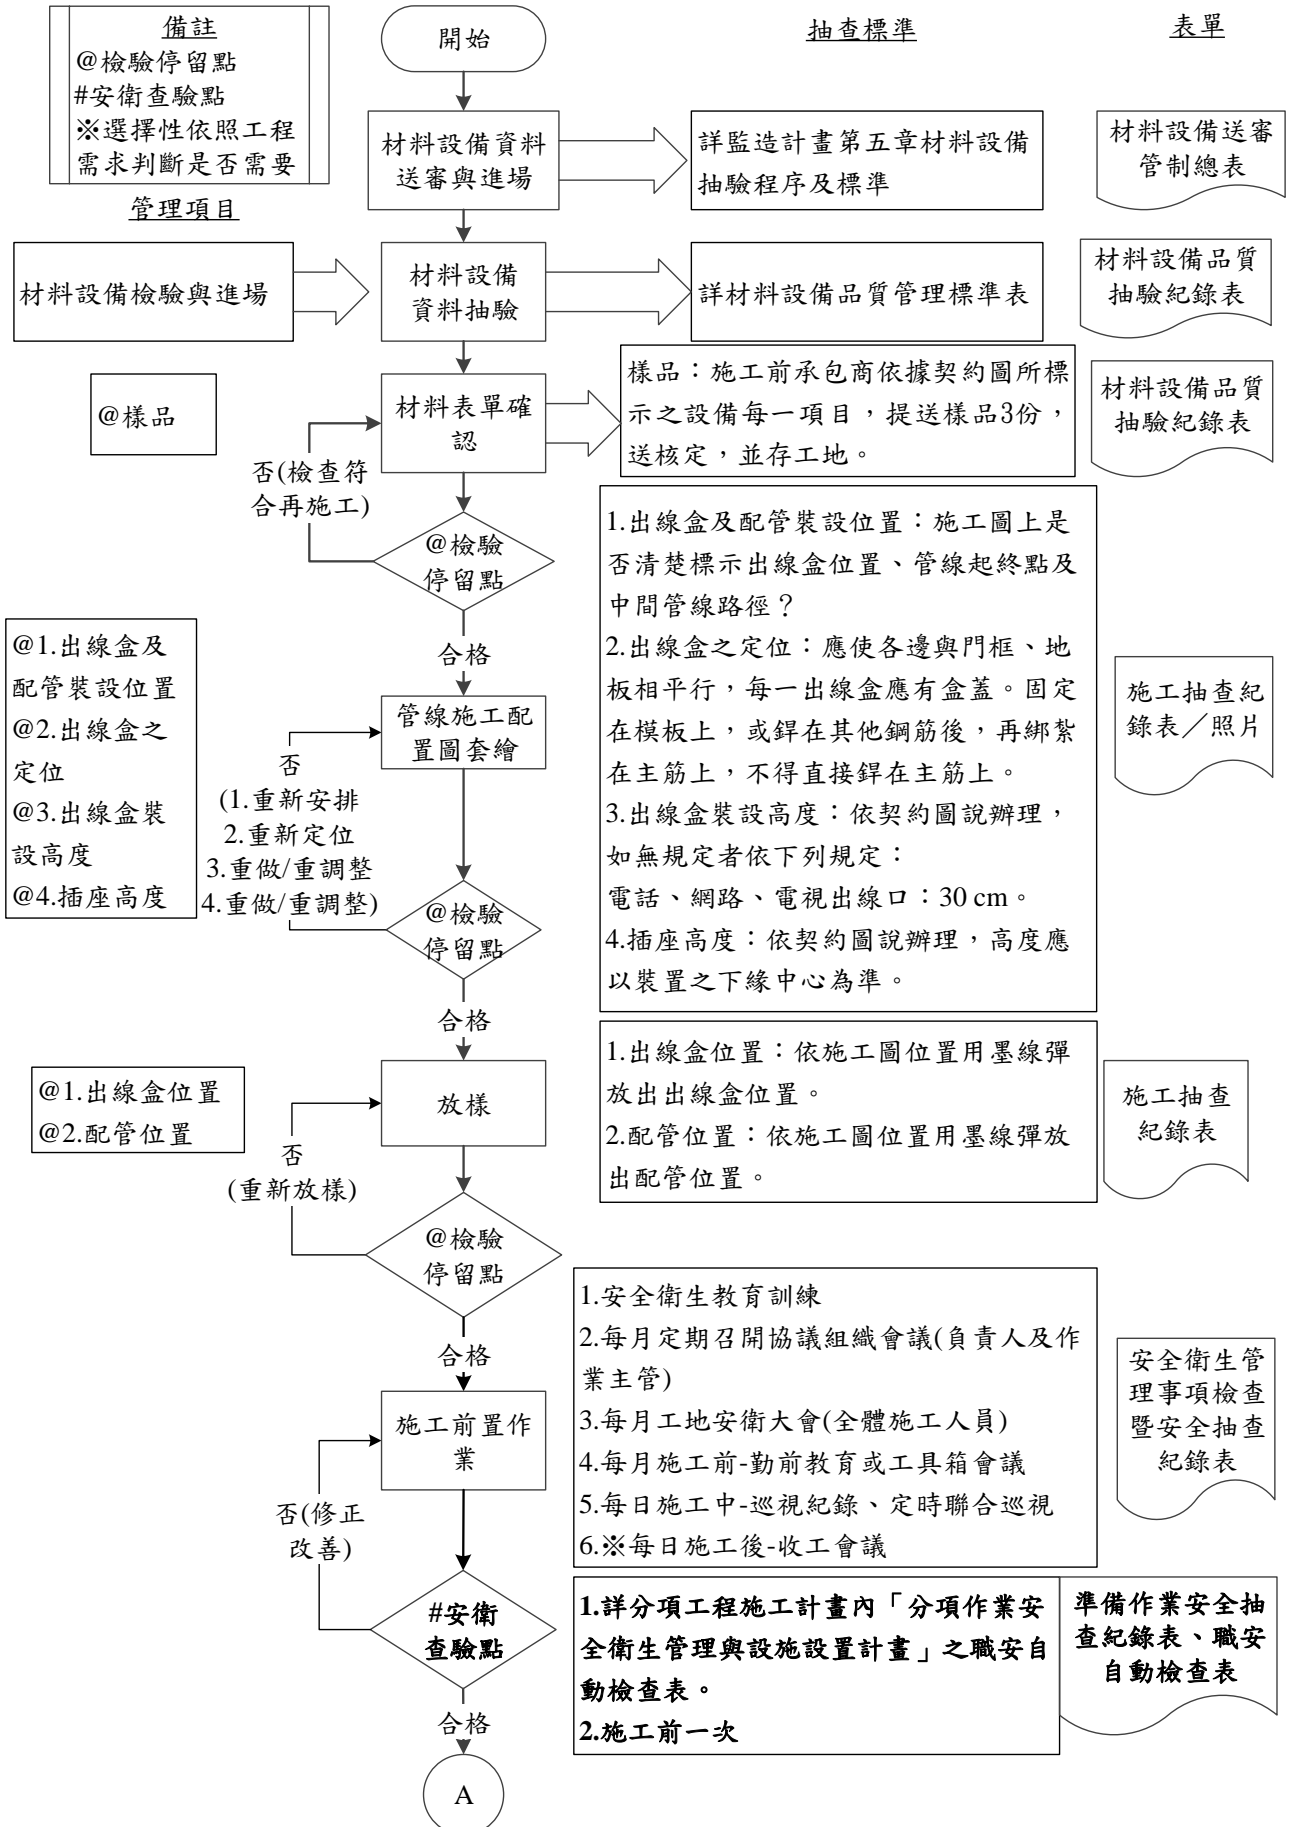 備註
@檢驗停留點
#安衛查驗點
※選擇性依照工程
需求判斷是否需要
開始
抽查標準
表單
管理項目
材料設備資料
送審與進場
詳監造計畫第五章材料設備
抽驗程序及標準
材料設備送審
管制總表
材料設備檢驗與進場
材料設備
資料抽驗
詳材料設備品質管理標準表
材料設備品質
抽驗紀錄表
@樣品
材料表單確
認
樣品：施工前承包商依據契約圖所標
示之設備每一項目，提送樣品3份，
送核定，並存工地。
材料設備品質
抽驗紀錄表
否(檢查符
合再施工)
@檢驗
停留點
合格
@1.出線盒及
配管裝設位置
@2.出線盒之
定位
@3.出線盒裝
設高度
@4.插座高度
管線施工配
置圖套繪
否
(1.重新安排
2.重新定位
3.重做/重調整
4.重做/重調整)
@檢驗
停留點
合格
1.出線盒及配管裝設位置：施工圖上是
否清楚標示出線盒位置、管線起終點及
中間管線路徑？
2.出線盒之定位：應使各邊與門框、地
板相平行，每一出線盒應有盒蓋。固定
在模板上，或銲在其他鋼筋後，再綁紮
在主筋上，不得直接銲在主筋上。
3.出線盒裝設高度：依契約圖說辦理，
如無規定者依下列規定：
電話、網路、電視出線口：30 cm。
4.插座高度：依契約圖說辦理，高度應
以裝置之下緣中心為準。
施工抽查紀
錄表／照片
@1.出線盒位置
@2.配管位置
放樣
否
(重新放樣)
@檢驗
停留點
合格
1.出線盒位置：依施工圖位置用墨線彈
放出出線盒位置。
2.配管位置：依施工圖位置用墨線彈放
出配管位置。
施工抽查
紀錄表
施工前置作
業
否(修正
改善)
1.安全衛生教育訓練
2.每月定期召開協議組織會議(負責人及作
業主管)
3.每月工地安衛大會(全體施工人員)
4.每月施工前-勤前教育或工具箱會議
5.每日施工中-巡視紀錄、定時聯合巡視
6.※每日施工後-收工會議
安全衛生管
理事項檢查
暨安全抽查
紀錄表
#安衛
查驗點
合格
1.詳分項工程施工計畫內「分項作業安
全衛生管理與設施設置計畫」之職安自
動檢查表。
2.施工前一次
準備作業安全抽
查紀錄表、職安
自動檢查表
A